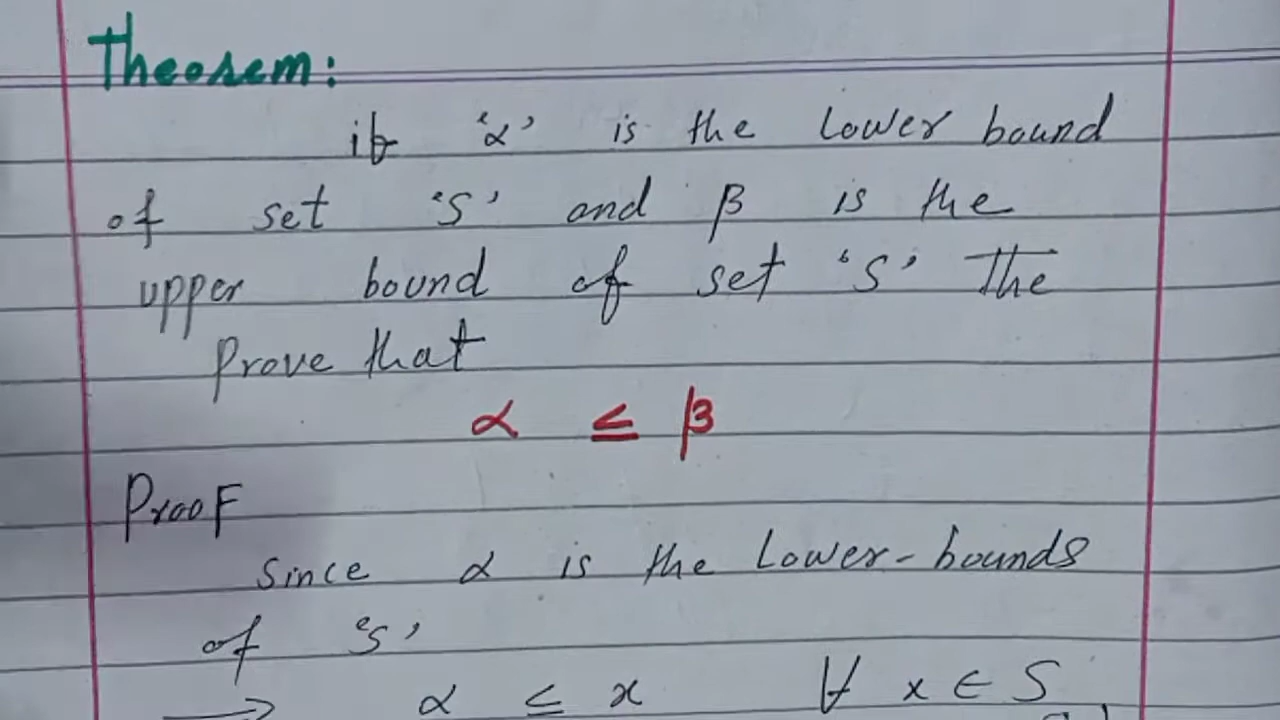 Theorem:
if 'α' is the lower bound
of set 'S' and β is the
upper bound of set 'S' The
Prove that
α ≤ β
Proof
Since α is the Lower-bounds
of 'S'
⟹ α ≤ x ∀ x ∈ S